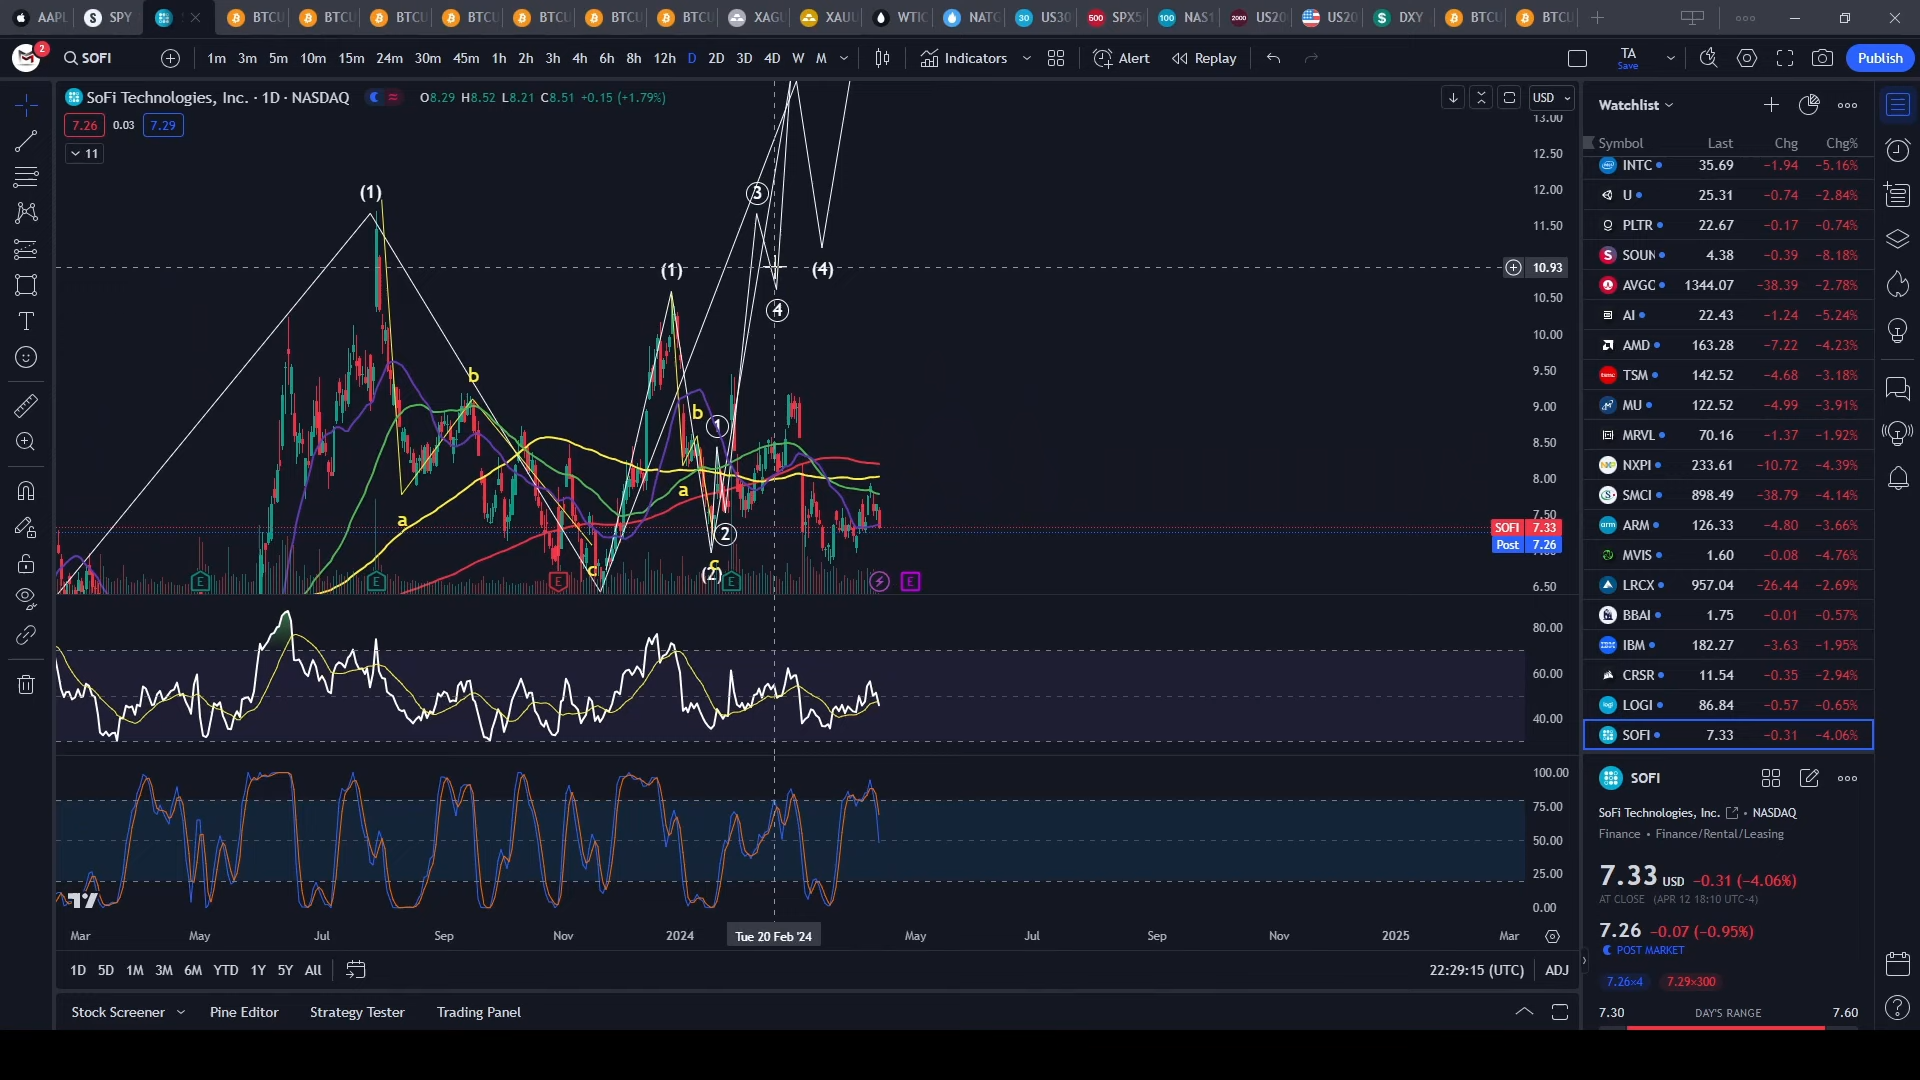 AAPL SPY BTCU BTCU BTCU BTCU BTCU BTCU BTCU XAGU XAUU WTIC NATG US30 SPX5 NAS1 US20 US20 DXY BTCU BTCU
2 SOFI 1m 3m 5m 10m 15m 24m 30m 45m 1h 2h 3h 4h 6h 8h 12h D 2D 3D 4D W M Indicators Alert Replay TA Save Publish
SoFi Technologies, Inc. · 1D · NASDAQ O8.29 H8.52 L8.21 C8.51 +0.15 (+1.79%) USD
7.26 0.03 7.29
11
13.00
12.50
12.00
11.50
10.93
10.50
10.00
9.50
9.00
8.50
8.00
7.50
SOFI 7.33
Post 7.26
6.50
(1)
3
(1)
(4)
4
b
b
1
a
a
2
c
c
(2)
E E E E E
80.00
60.00
40.00
100.00
75.00
50.00
25.00
0.00
Mar May Jul Sep Nov 2024 Tue 20 Feb '24 May Jul Sep Nov 2025 Mar
1D 5D 1M 3M 6M YTD 1Y 5Y All 22:29:15 (UTC) ADJ
Stock Screener Pine Editor Strategy Tester Trading Panel
Watchlist
Symbol Last Chg Chg%
INTC 35.69 −1.94 −5.16%
U 25.31 −0.74 −2.84%
PLTR 22.67 −0.17 −0.74%
SOUN 4.38 −0.39 −8.18%
AVGO 1344.07 −38.39 −2.78%
AI 22.43 −1.24 −5.24%
AMD 163.28 −7.22 −4.23%
TSM 142.52 −4.68 −3.18%
MU 122.52 −4.99 −3.91%
MRVL 70.16 −1.37 −1.92%
NXPI 233.61 −10.72 −4.39%
SMCI 898.49 −38.79 −4.14%
ARM 126.33 −4.80 −3.66%
MVIS 1.60 −0.08 −4.76%
LRCX 957.04 −26.44 −2.69%
BBAI 1.75 −0.01 −0.57%
IBM 182.27 −3.63 −1.95%
CRSR 11.54 −0.35 −2.94%
LOGI 86.84 −0.57 −0.65%
SOFI 7.33 −0.31 −4.06%
SOFI
SoFi Technologies, Inc. • NASDAQ
Finance • Finance/Rental/Leasing
7.33 USD −0.31 (−4.06%)
AT CLOSE (APR 12 18:10 UTC-4)
7.26 −0.07 (−0.95%)
POST MARKET
7.26×4 7.29×300
7.30 DAY'S RANGE 7.60